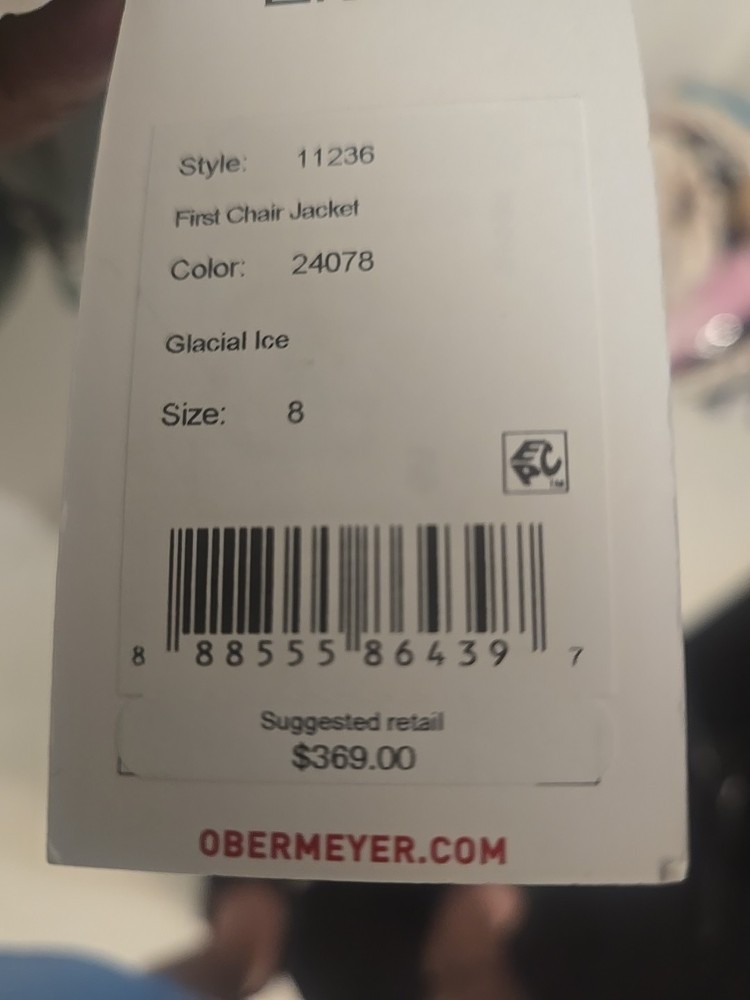 Style: 11236
First Chair Jacket
Color: 24078
Glacial Ice
Size: 8
EPC
8 88555 86439 7
Suggested retail
$369.00
OBERMEYER.COM